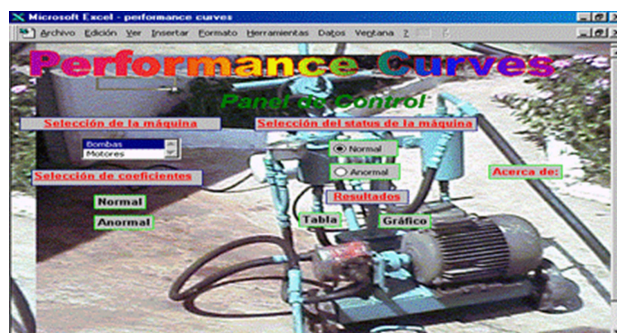 Microsoft Excel - performance curves
Archivo Edición Ver Insertar Formato Herramientas Datos Ventana ?
Performance Curves
Panel de Control
Selección de la máquina
Selección del status de la máquina
Bombas
Motores
Normal
Anormal
Acerca de:
Selección de coeficientes
Resultados
Normal
Anormal
Tabla
Gráfico